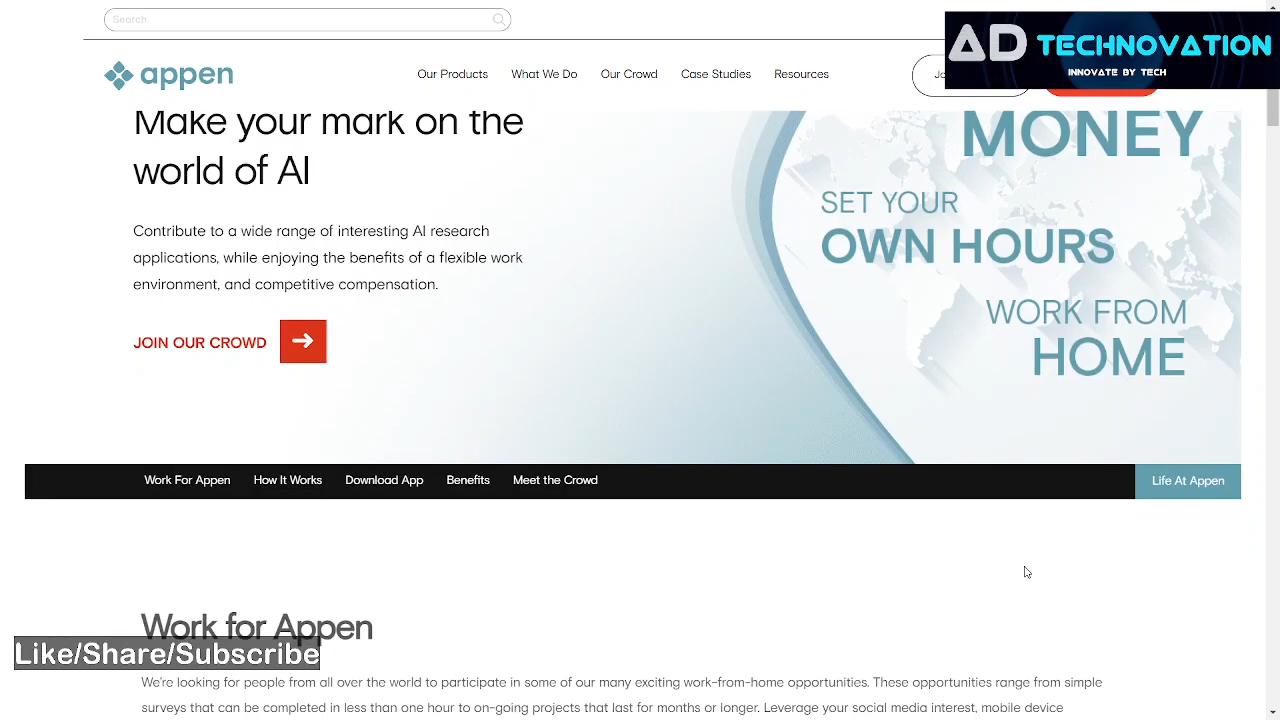 Search
AD TECHNOVATION
INNOVATE BY TECH
appen
Our Products
What We Do
Our Crowd
Case Studies
Resources
Make your mark on the
world of AI
Contribute to a wide range of interesting AI research
applications, while enjoying the benefits of a flexible work
environment, and competitive compensation.
JOIN OUR CROWD
MONEY
SET YOUR
OWN HOURS
WORK FROM
HOME
Work For Appen
How It Works
Download App
Benefits
Meet the Crowd
Life At Appen
Work for Appen
Like/Share/Subscribe
We're looking for people from all over the world to participate in some of our many exciting work-from-home opportunities. These opportunities range from simple
surveys that can be completed in less than one hour to on-going projects that last for months or longer. Leverage your social media interest, mobile device